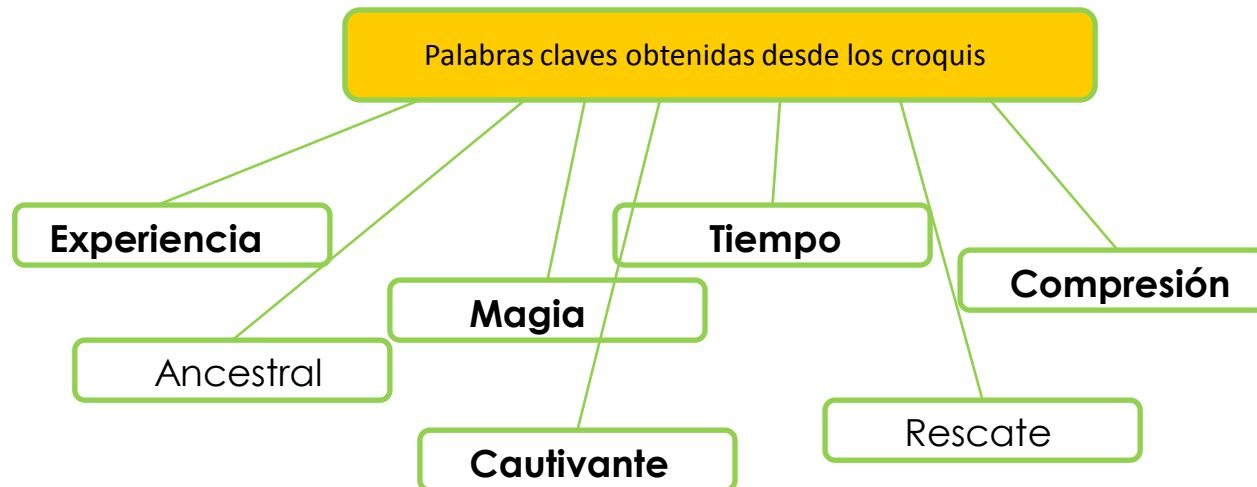 Palabras claves obtenidas desde los croquis
Experiencia
Tiempo
Compresión
Magia
Ancestral
Rescate
Cautivante